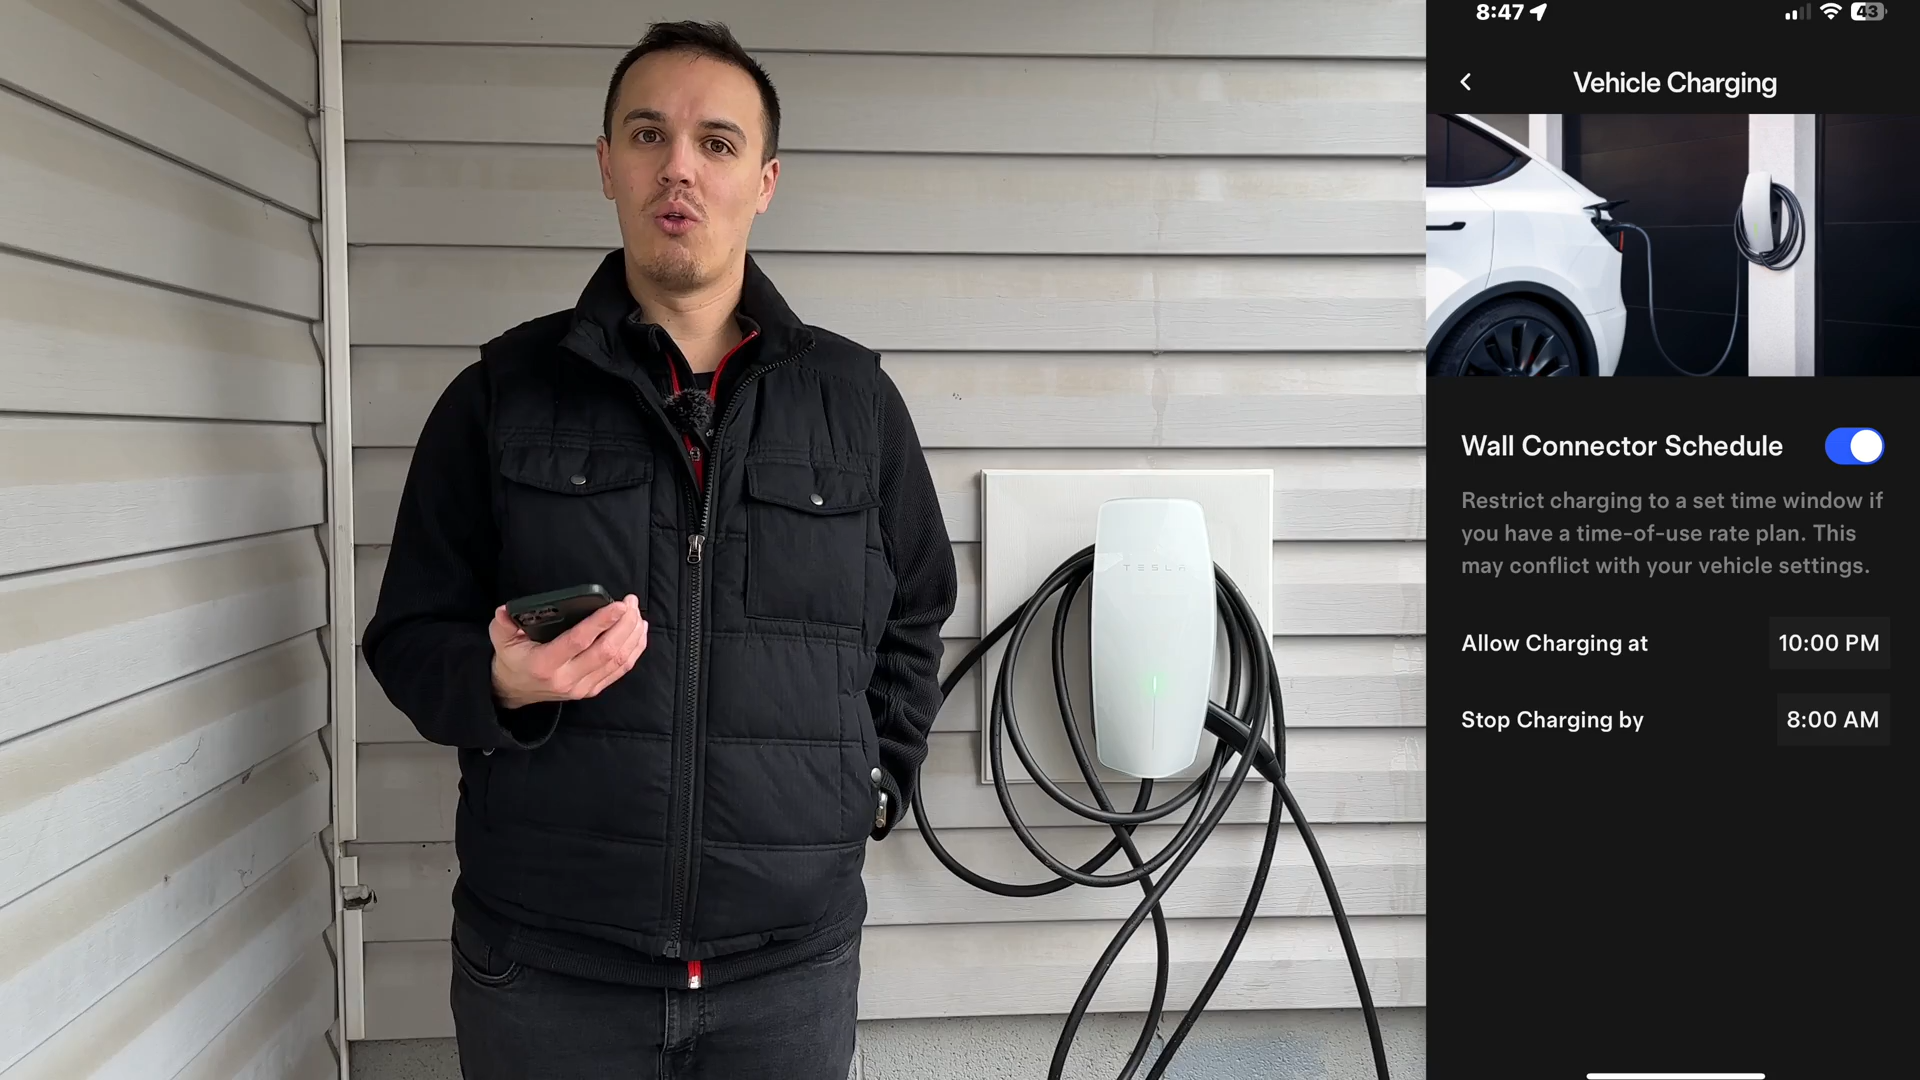 8:47
43
Vehicle Charging
Wall Connector Schedule
Restrict charging to a set time window if
you have a time-of-use rate plan. This
may conflict with your vehicle settings.
Allow Charging at
10:00 PM
Stop Charging by
8:00 AM
TESLA